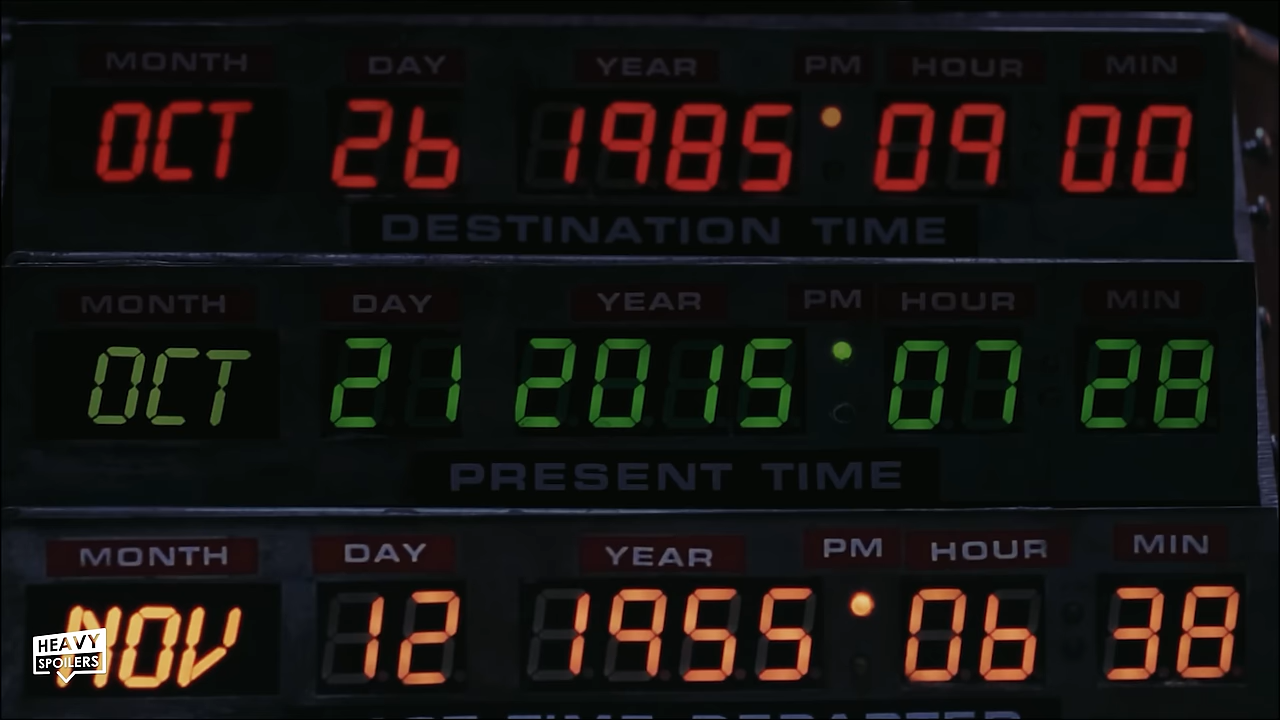 MONTH DAY YEAR PM HOUR MIN
OCT 26 1985 09 00
DESTINATION TIME
MONTH DAY YEAR PM HOUR MIN
OCT 21 2015 07 28
PRESENT TIME
MONTH DAY YEAR PM HOUR MIN
NOV 12 1955 06 38
HEAVY
SPOILERS
TIME DEPARTED